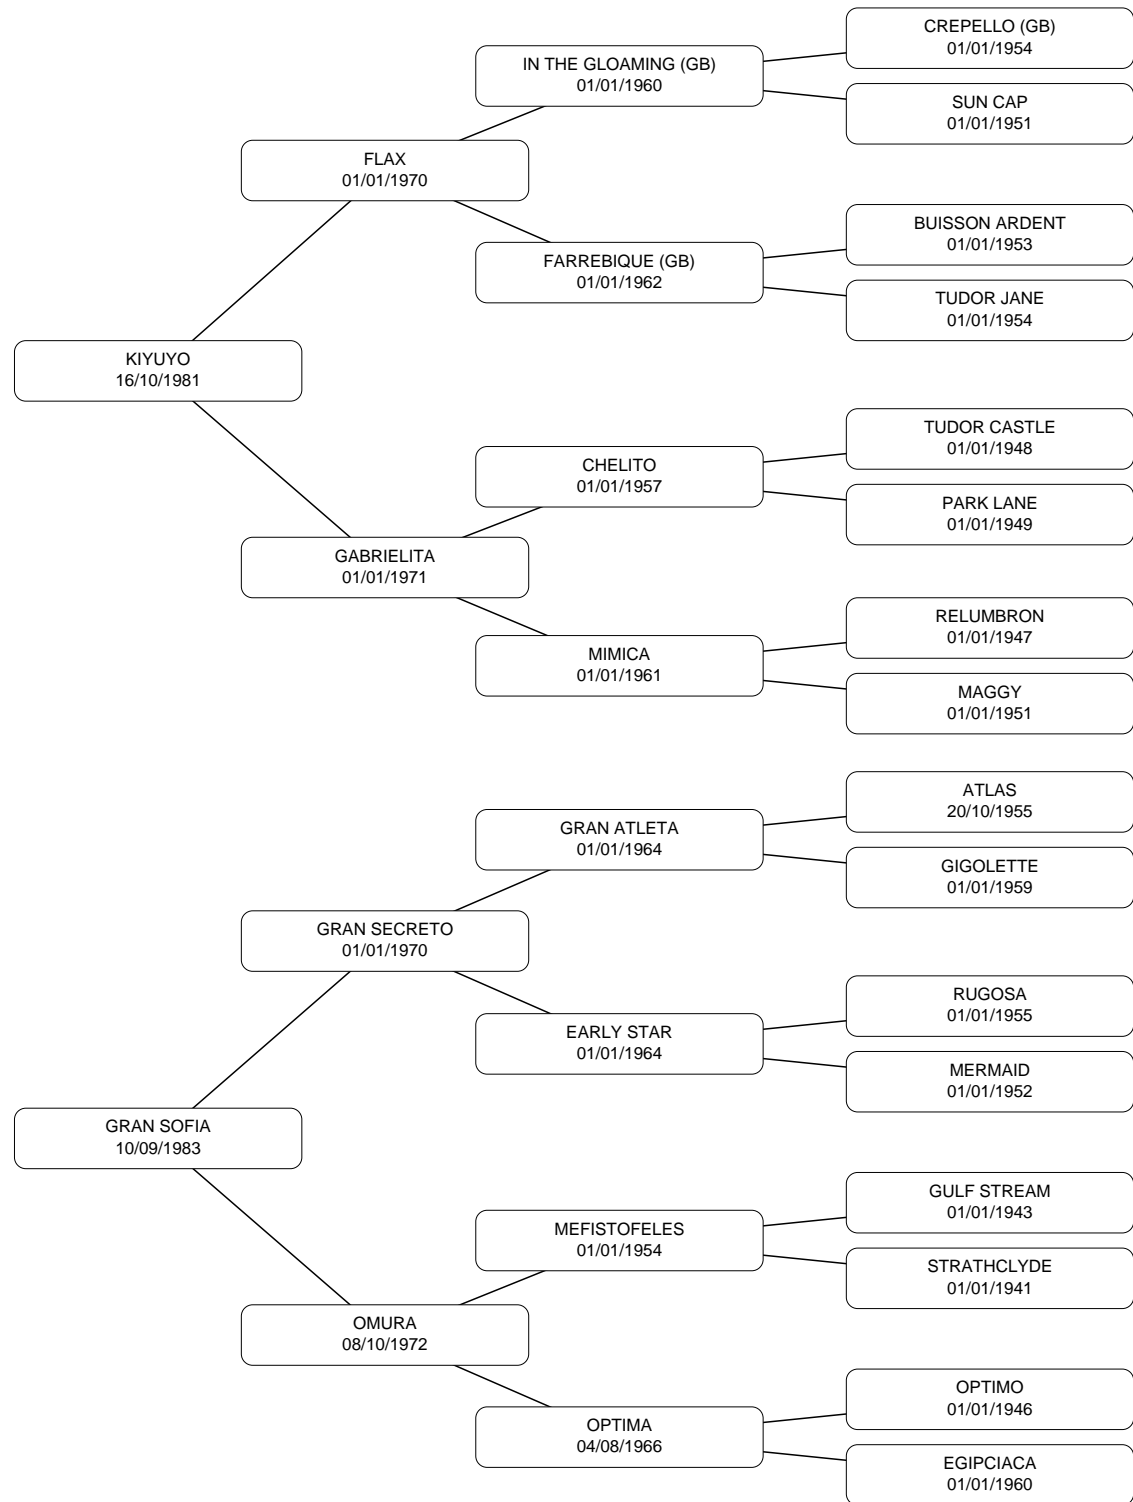 CREPELLO (GB)
01/01/1954
IN THE GLOAMING (GB)
01/01/1960
SUN CAP
01/01/1951
FLAX
01/01/1970
BUISSON ARDENT
01/01/1953
FARREBIQUE (GB)
01/01/1962
TUDOR JANE
01/01/1954
KIYUYO
16/10/1981
TUDOR CASTLE
01/01/1948
CHELITO
01/01/1957
PARK LANE
01/01/1949
GABRIELITA
01/01/1971
RELUMBRON
01/01/1947
MIMICA
01/01/1961
MAGGY
01/01/1951
ATLAS
20/10/1955
GRAN ATLETA
01/01/1964
GIGOLETTE
01/01/1959
GRAN SECRETO
01/01/1970
RUGOSA
01/01/1955
EARLY STAR
01/01/1964
MERMAID
01/01/1952
GRAN SOFIA
10/09/1983
GULF STREAM
01/01/1943
MEFISTOFELES
01/01/1954
STRATHCLYDE
01/01/1941
OMURA
08/10/1972
OPTIMO
01/01/1946
OPTIMA
04/08/1966
EGIPCIACA
01/01/1960